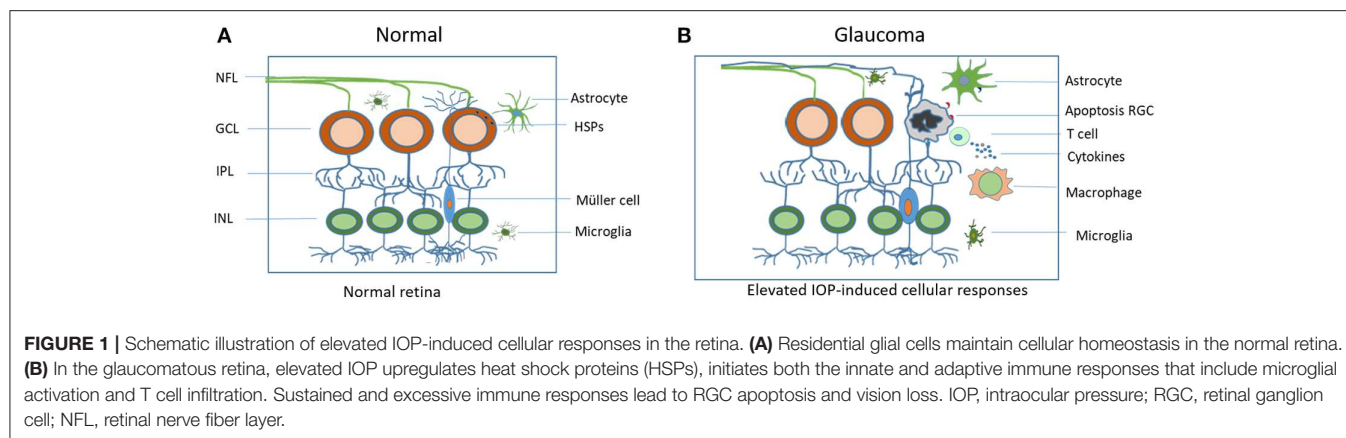 A
Normal
B
Glaucoma
NFL
GCL
IPL
INL
Astrocyte
HSPs
Müller cell
Microglia
Normal retina
Astrocyte
Apoptosis RGC
T cell
Cytokines
Macrophage
Microglia
Elevated IOP-induced cellular responses
FIGURE 1 | Schematic illustration of elevated IOP-induced cellular responses in the retina. (A) Residential glial cells maintain cellular homeostasis in the normal retina.
(B) In the glaucomatous retina, elevated IOP upregulates heat shock proteins (HSPs), initiates both the innate and adaptive immune responses that include microglial
activation and T cell infiltration. Sustained and excessive immune responses lead to RGC apoptosis and vision loss. IOP, intraocular pressure; RGC, retinal ganglion
cell; NFL, retinal nerve fiber layer.